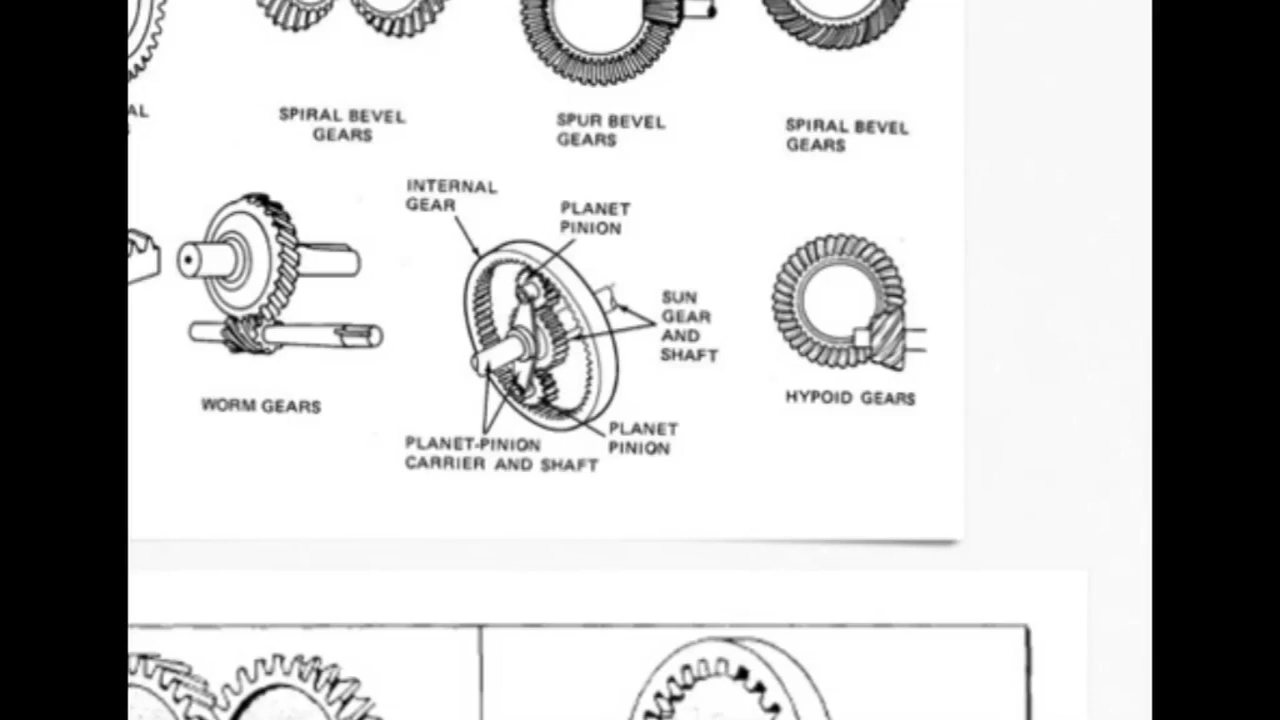 AL
SPIRAL BEVEL
GEARS
SPUR BEVEL
GEARS
SPIRAL BEVEL
GEARS
INTERNAL
GEAR
PLANET
PINION
SUN
GEAR
AND
SHAFT
WORM GEARS
PLANET-PINION
CARRIER AND SHAFT
PLANET
PINION
HYPOID GEARS